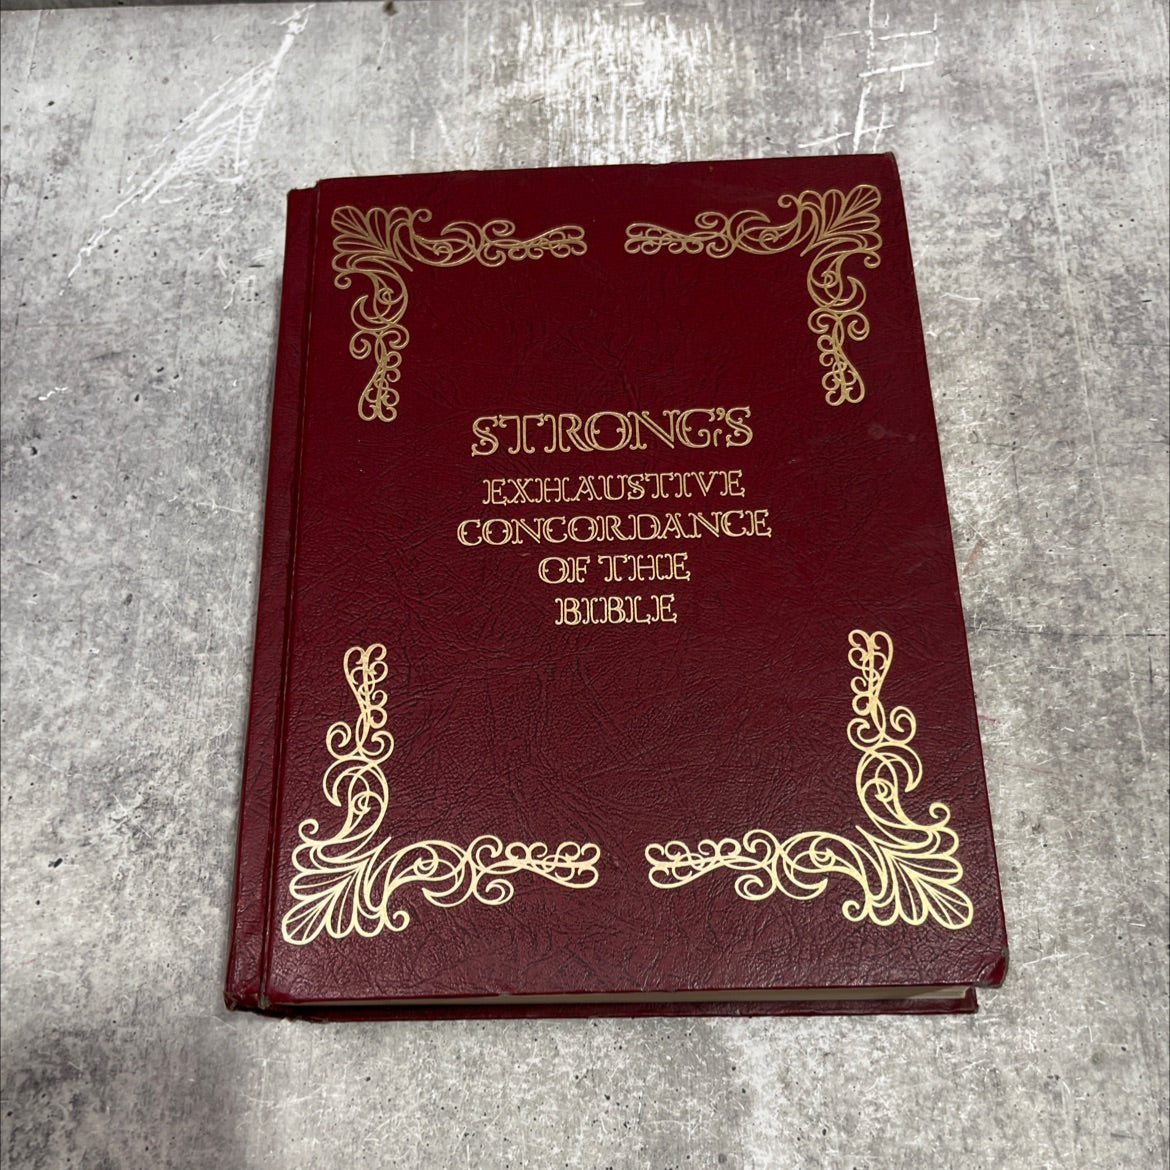 STRONG'S
EXHAUSTIVE
CONCORDANCE
OF THE
BIBLE